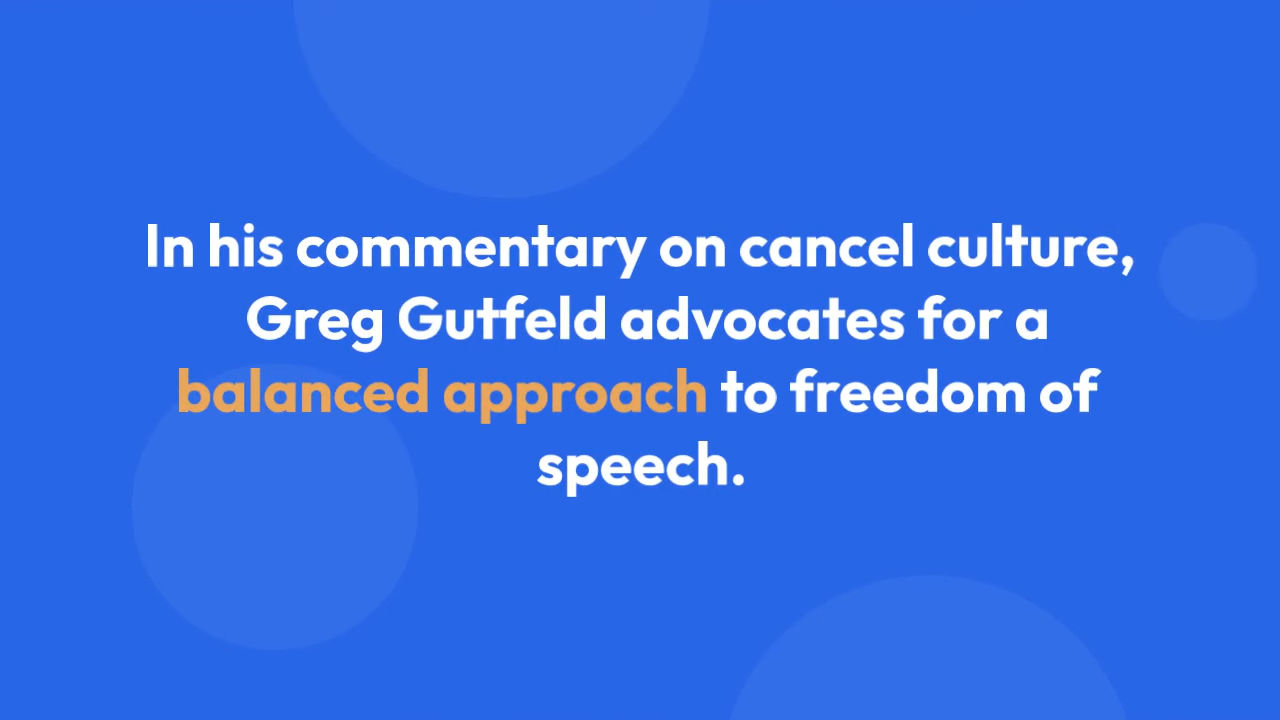 In his commentary on cancel culture,
Greg Gutfeld advocates for a
balanced approach to freedom of
speech.